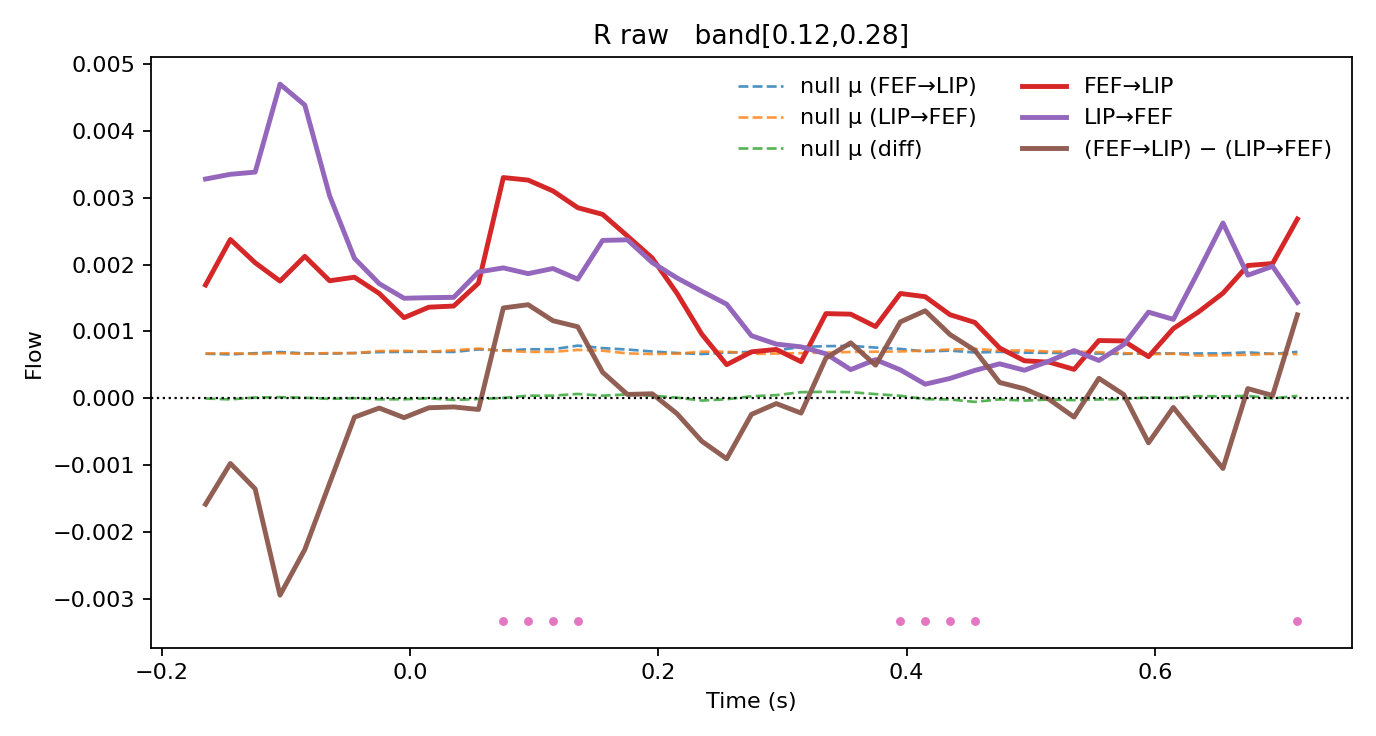 R raw   band[0.12,0.28]
0.005
0.004
0.003
0.002
0.001
0.000
−0.001
−0.002
−0.003
Flow
null μ (FEF→LIP)
null μ (LIP→FEF)
null μ (diff)
FEF→LIP
LIP→FEF
(FEF→LIP) − (LIP→FEF)
−0.2
0.0
0.2
0.4
0.6
Time (s)